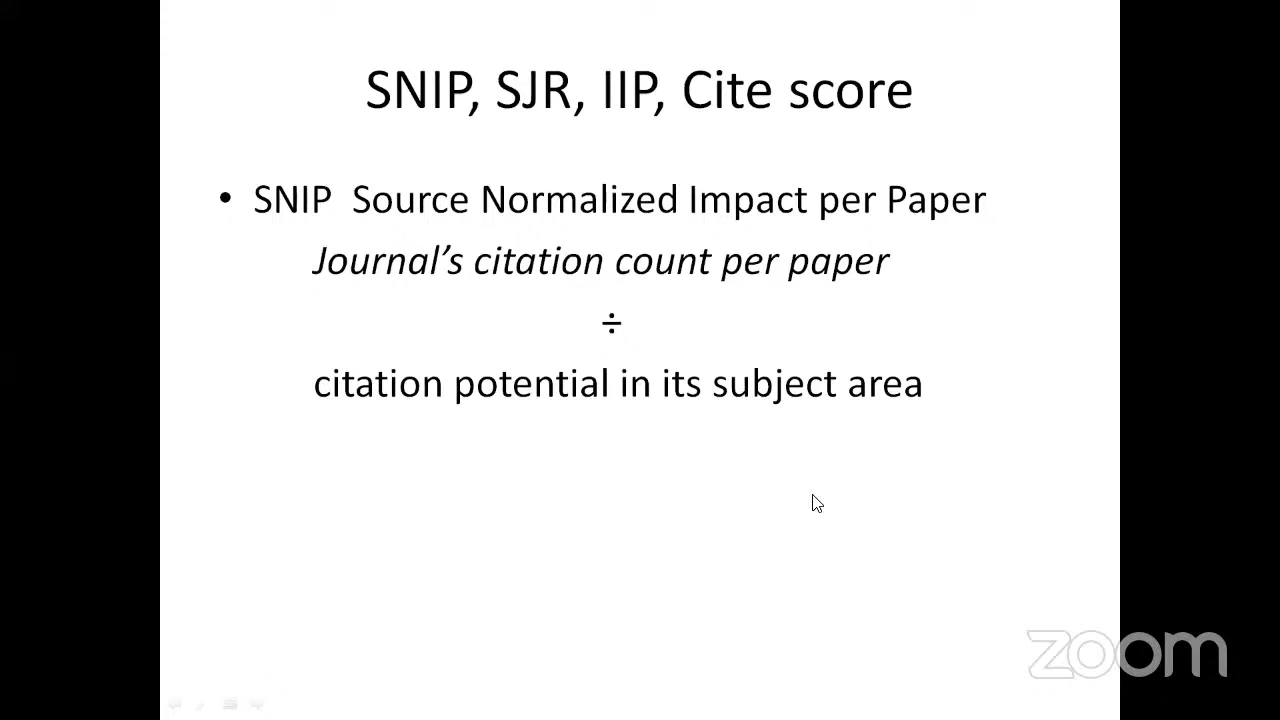 SNIP, SJR, IIP, Cite score
• SNIP Source Normalized Impact per Paper
Journal’s citation count per paper
÷
citation potential in its subject area
zoom